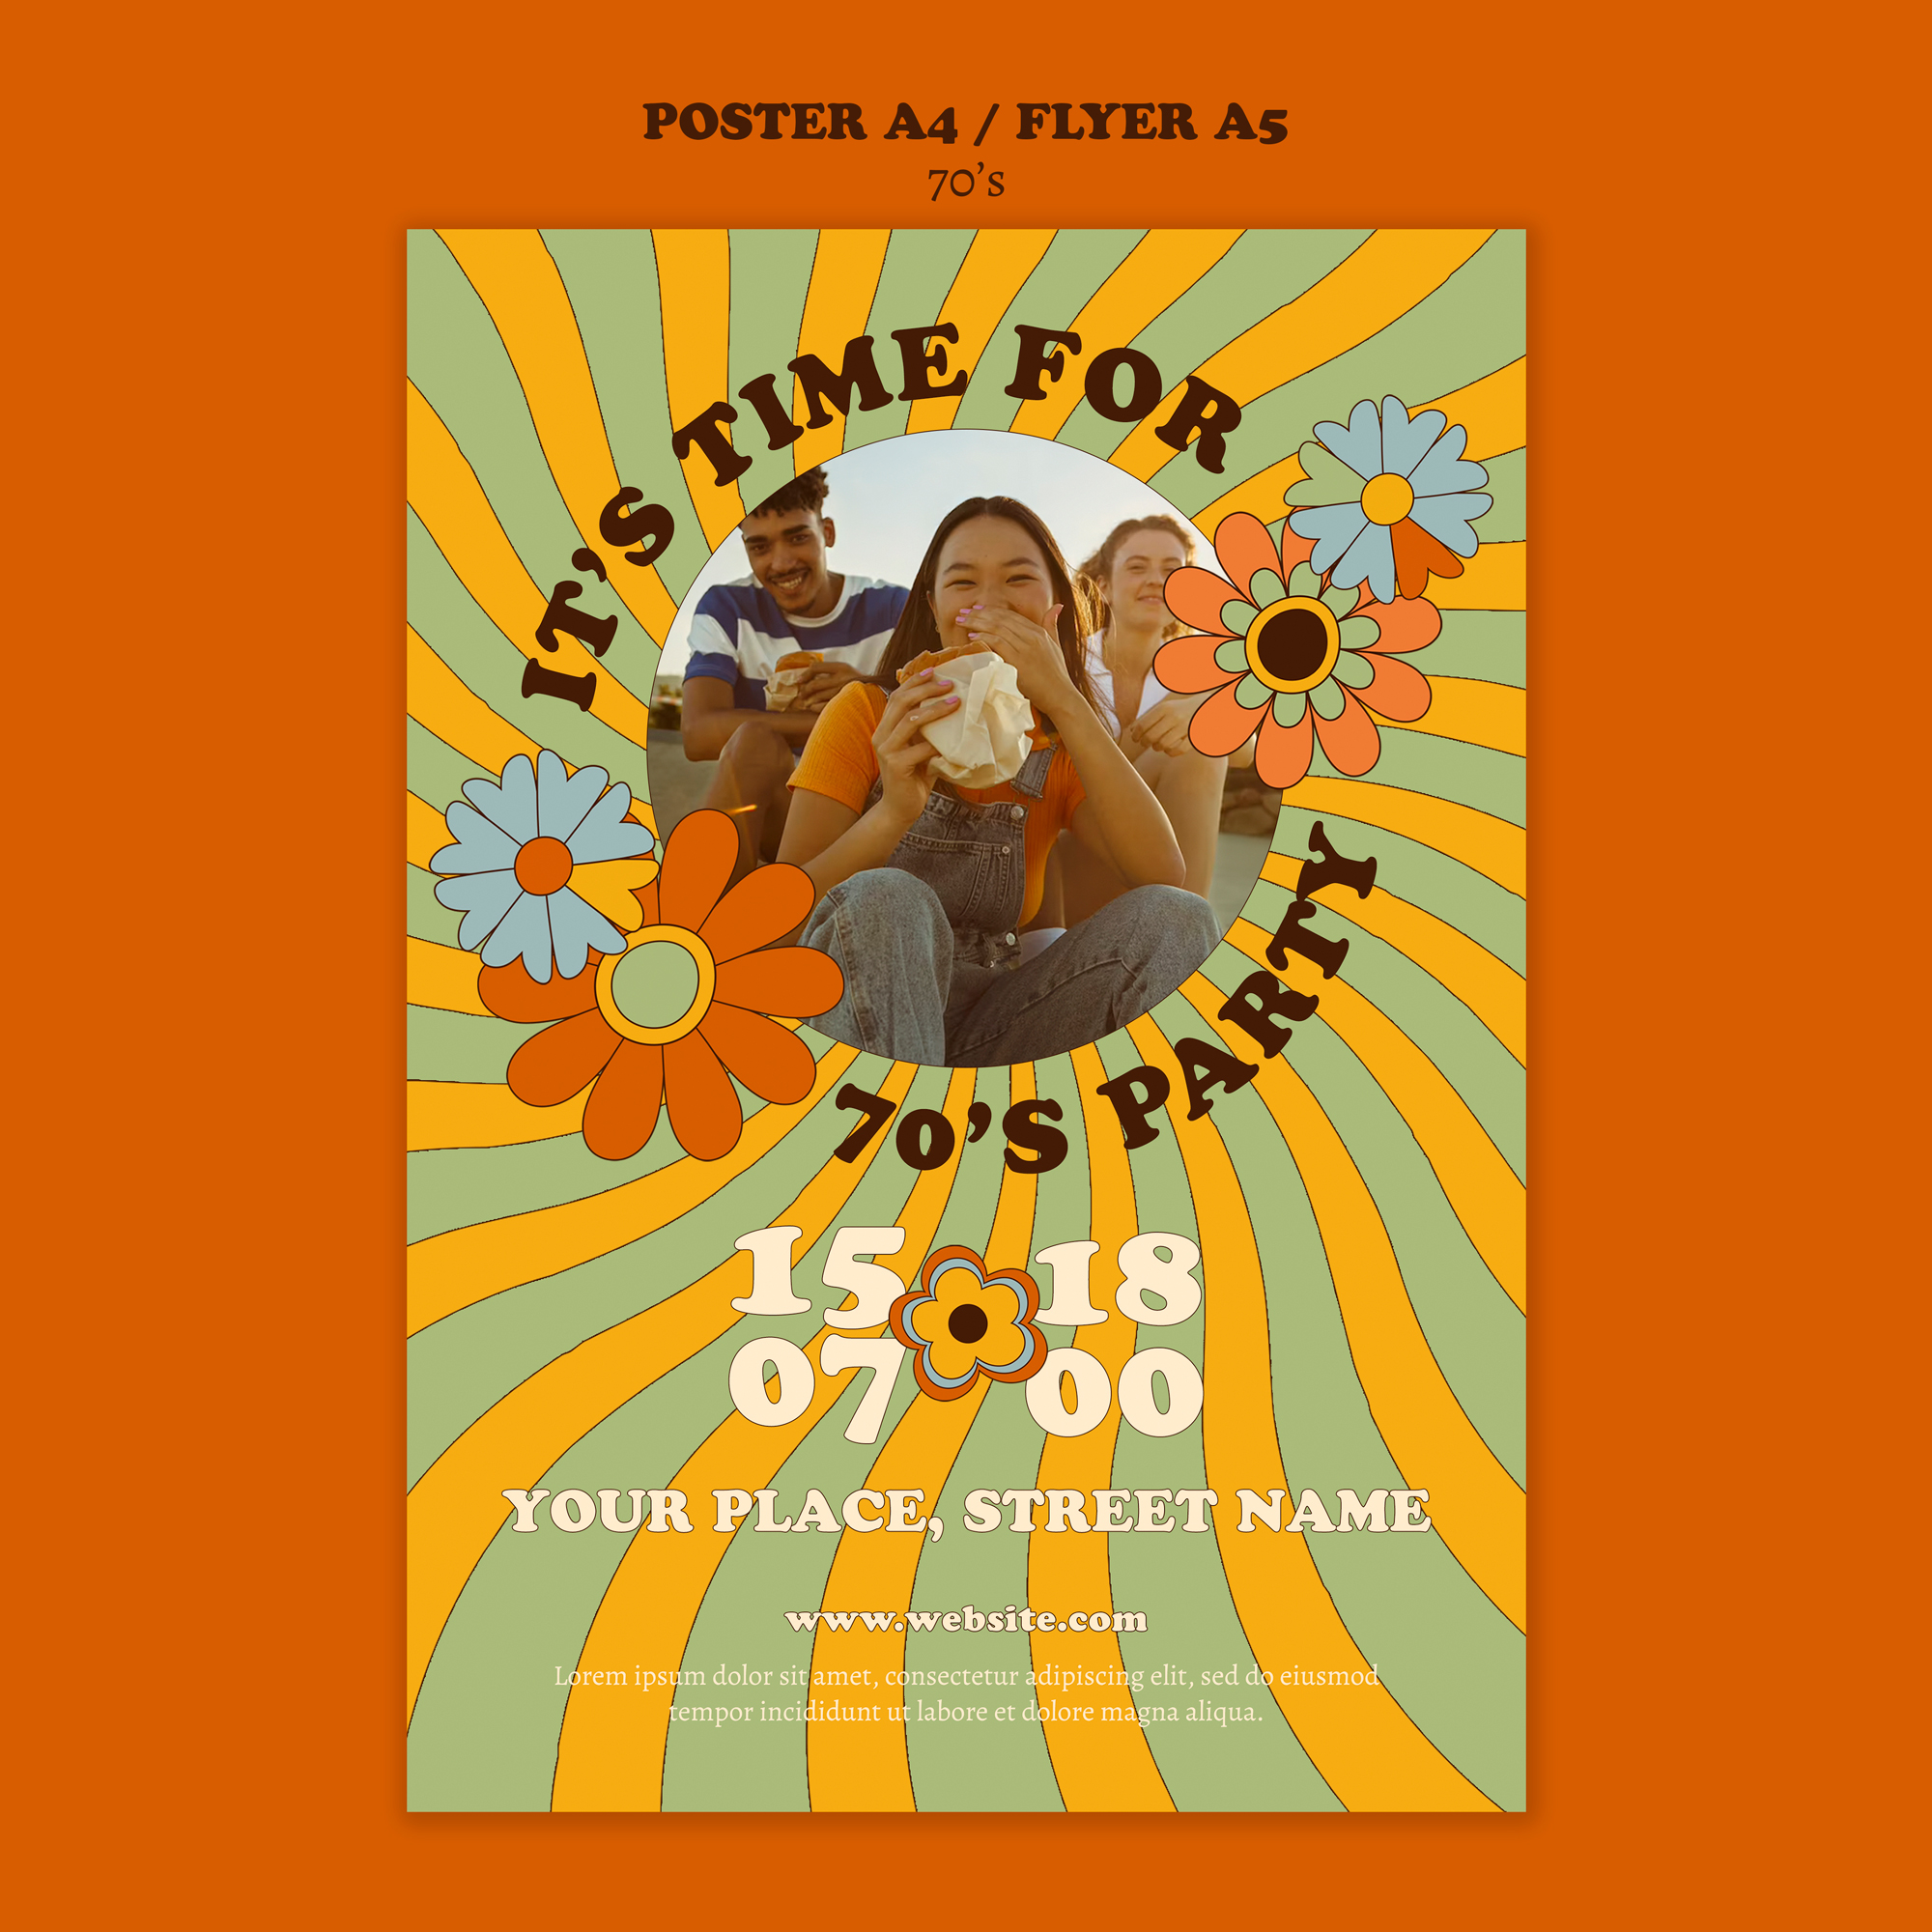 POSTER A4 / FLYER A5
70's
IT'S TIME FOR
70'S PARTY
15 18
07 00
YOUR PLACE, STREET NAME
www.website.com
Lorem ipsum dolor sit amet, consectetur adipiscing elit, sed do eiusmod
tempor incididunt ut labore et dolore magna aliqua.